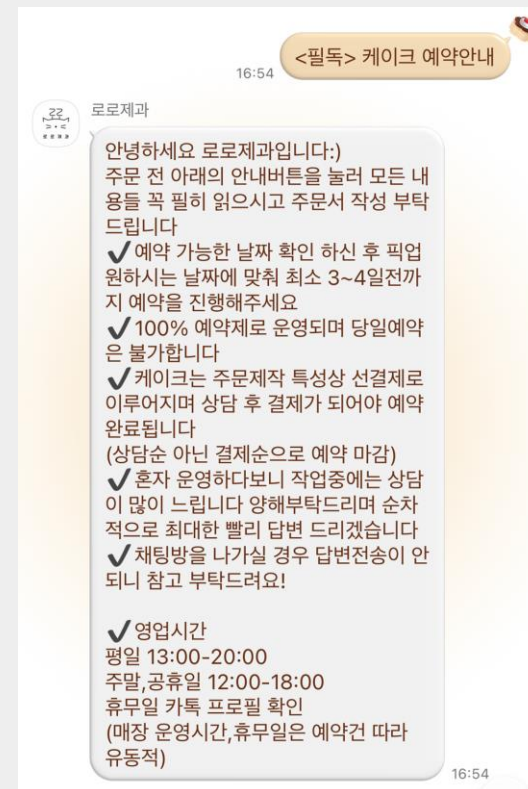 <필독> 케이크 예약안내
16:54
로로제과
안녕하세요 로로제과입니다:)
주문 전 아래의 안내버튼을 눌러 모든 내
용들 꼭 필히 읽으시고 주문서 작성 부탁
드립니다
✔예약 가능한 날짜 확인 하신 후 픽업
원하시는 날짜에 맞춰 최소 3~4일전까
지 예약을 진행해주세요
✔100% 예약제로 운영되며 당일예약
은 불가합니다
✔케이크는 주문제작 특성상 선결제로
이루어지며 상담 후 결제가 되어야 예약
완료됩니다
(상담순 아닌 결제순으로 예약 마감)
✔혼자 운영하다보니 작업중에는 상담
이 많이 느립니다 양해부탁드리며 순차
적으로 최대한 빨리 답변 드리겠습니다
✔채팅방을 나가실 경우 답변전송이 안
되니 참고 부탁드려요!
✔영업시간
평일 13:00-20:00
주말,공휴일 12:00-18:00
휴무일 카톡 프로필 확인
(매장 운영시간,휴무일은 예약건 따라
유동적)
16:54